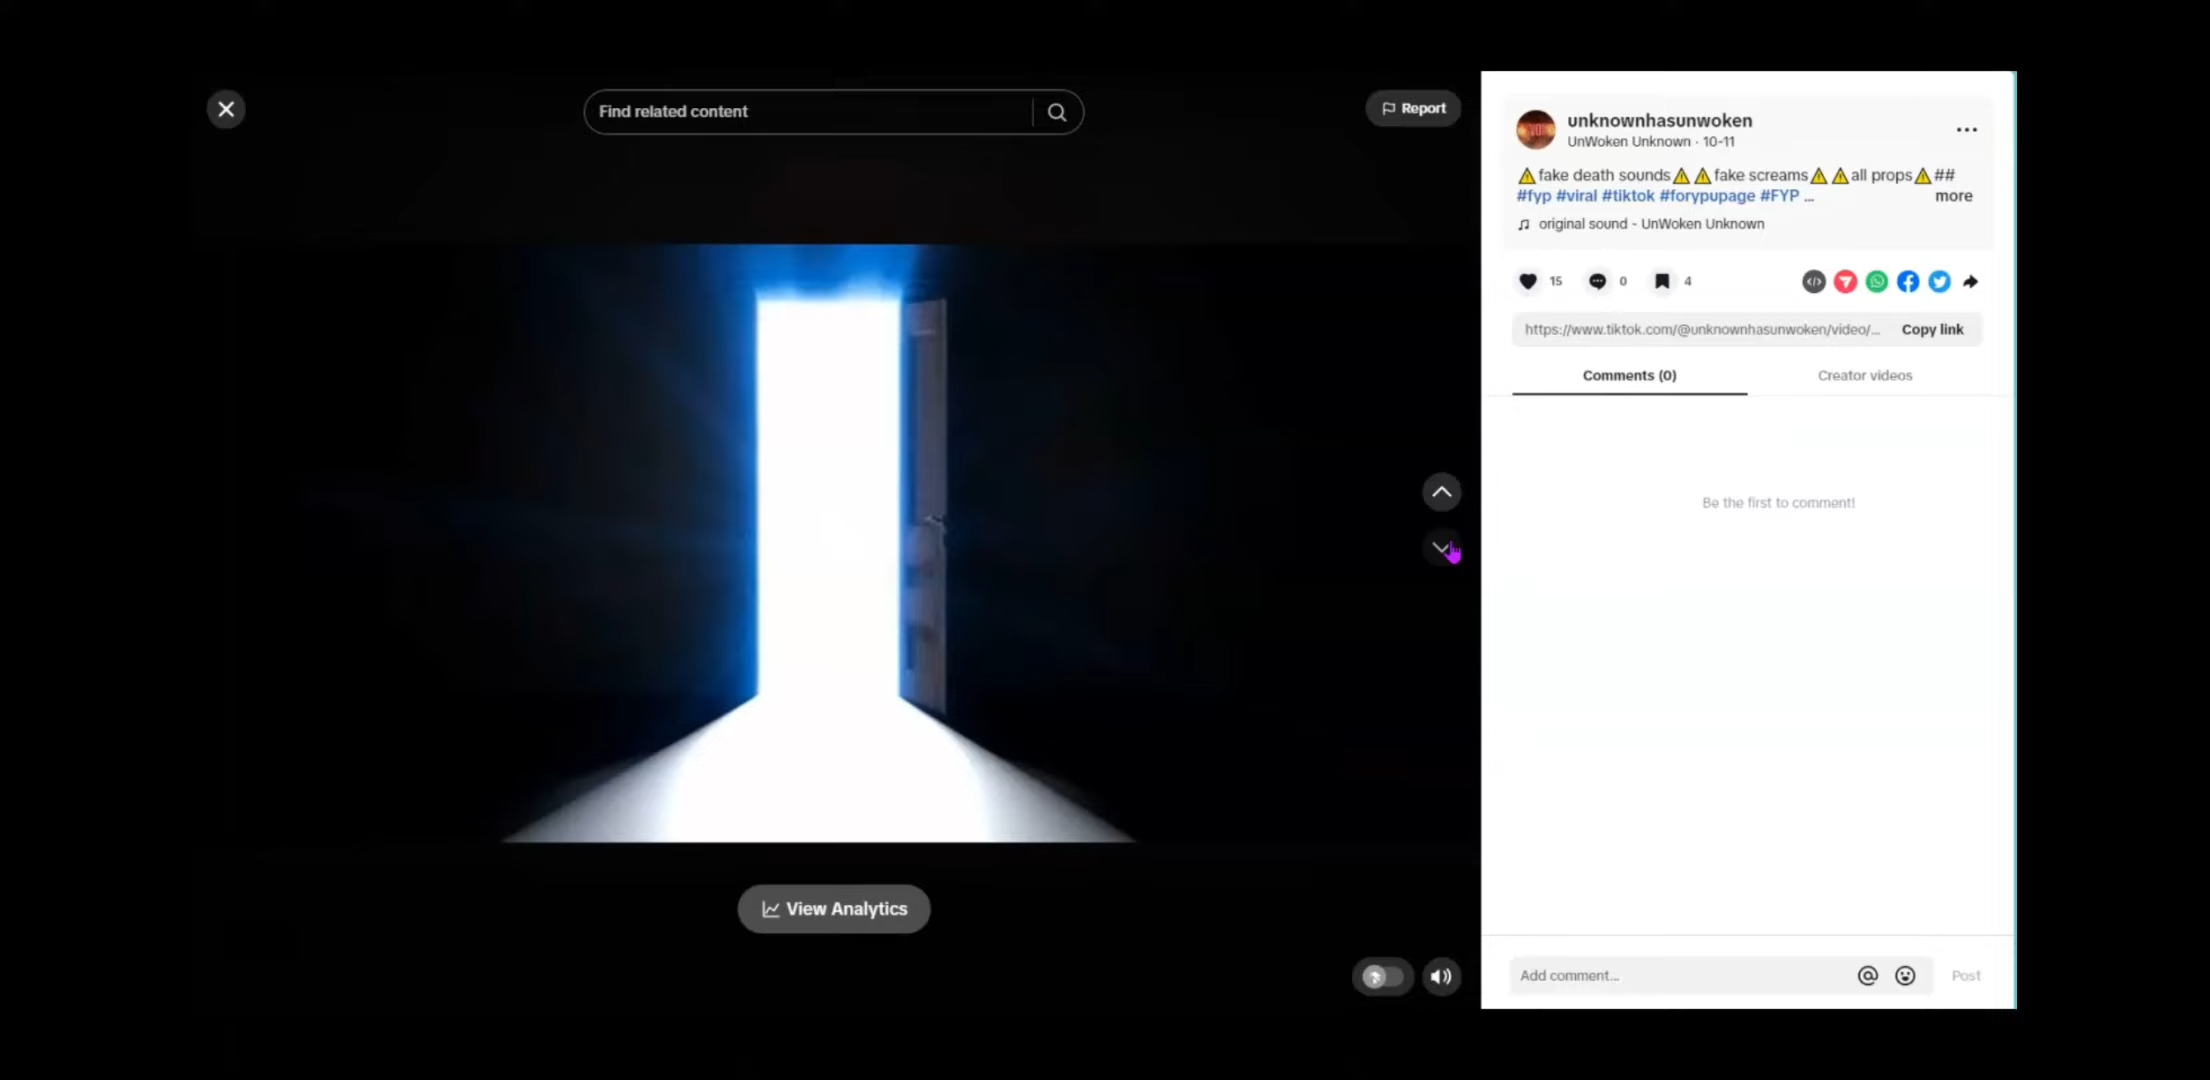 Find related content
Report
unknownhasunwoken
UnWoken Unknown · 10-11
⚠️fake death sounds⚠️⚠️fake screams⚠️⚠️all props⚠️##
#fyp #viral #tiktok #forypupage #FYP ... more
original sound - UnWoken Unknown
15 0 4
https://www.tiktok.com/@unknownhasunwoken/video/... Copy link
Comments (0) Creator videos
Be the first to comment!
View Analytics
Add comment... Post